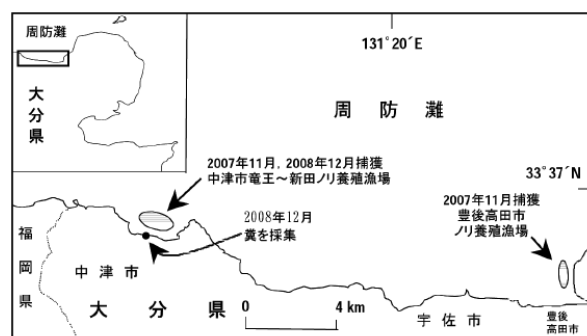 周防灘
大
分
県
131°20´E
周 防 灘
2007年11月, 2008年12月捕獲
中津市竜王〜新田ノリ養殖漁場
33°37´N
2007年11月捕獲
豊後高田市
ノリ養殖漁場
2008年12月
糞を採集
福
岡
県
中 津 市
大 分 県
0
4 km
宇 佐 市
豊後
高田市